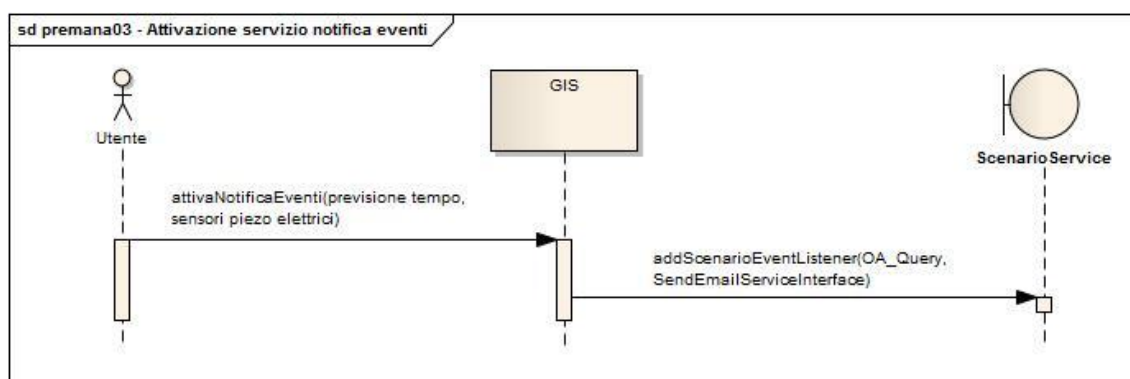 sd premana03 - Attivazione servizio notifica eventi
GIS
Utente
ScenarioService
attivaNotificaEventi(previsione tempo,
sensori piezo elettrici)
addScenarioEventListener(OA_Query,
SendEmailServiceInterface)